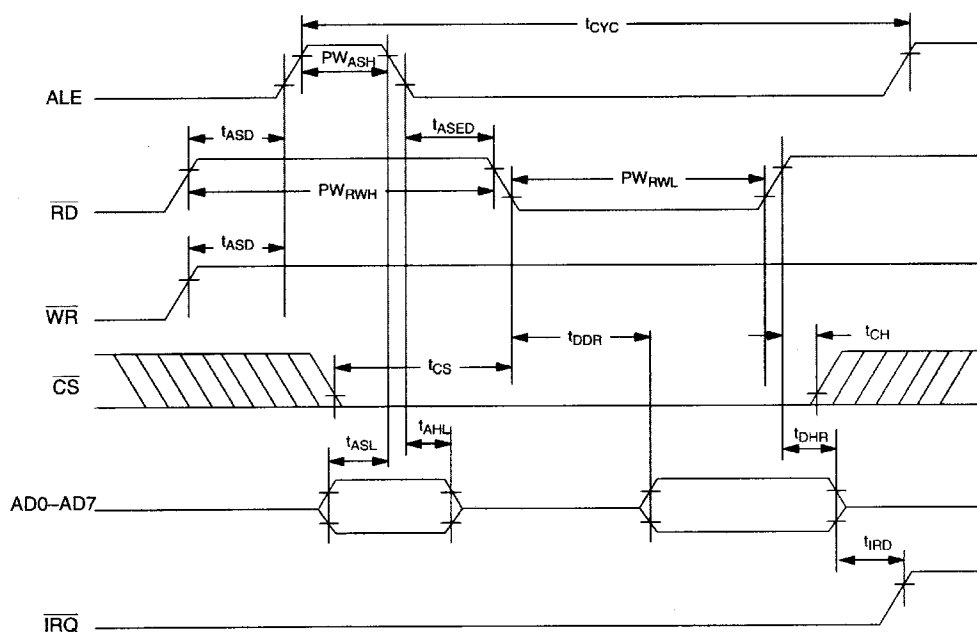 tCYC
PWASH
ALE
tASD
tASED
PWRWH
PWRWL
RD
tASD
WR
tDDR
tCH
tCS
CS
tASL
tAHL
tDHR
AD0–AD7
tIRD
IRQ